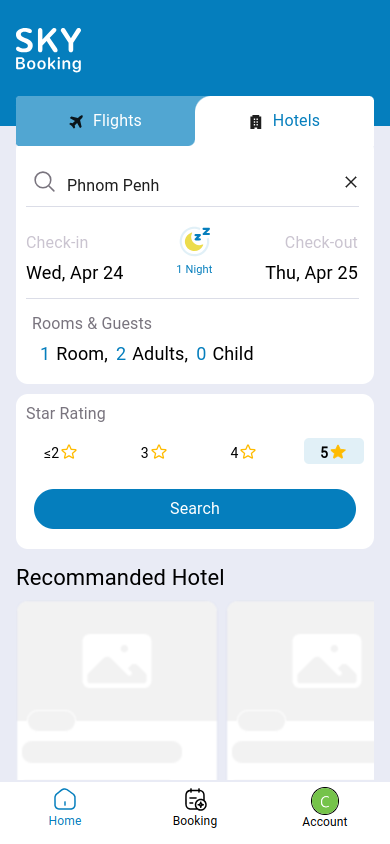 SKY
Booking
Flights
Hotels
Phnom Penh
Check-in
Check-out
Wed, Apr 24
1 Night
Thu, Apr 25
Rooms & Guests
1 Room, 2 Adults, 0 Child
Star Rating
≤2
3
4
5
Search
Recommanded Hotel
Home
Booking
C
Account